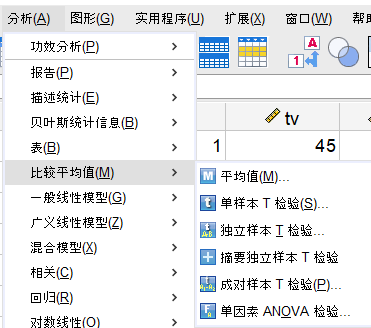 分析(A) 图形(G) 实用程序(U) 扩展(X) 窗口(W) 帮
功效分析(P)
报告(P)
描述统计(E)
贝叶斯统计信息(B)
表(B)
比较平均值(M)
一般线性模型(G)
广义线性模型(Z)
混合模型(X)
相关(C)
回归(R)
对数线性(O)
A
1
tv
1 45
平均值(M)...
单样本 T 检验(S)...
独立样本 T 检验...
摘要独立样本 T 检验
成对样本 T 检验(P)...
单因素 ANOVA 检验...